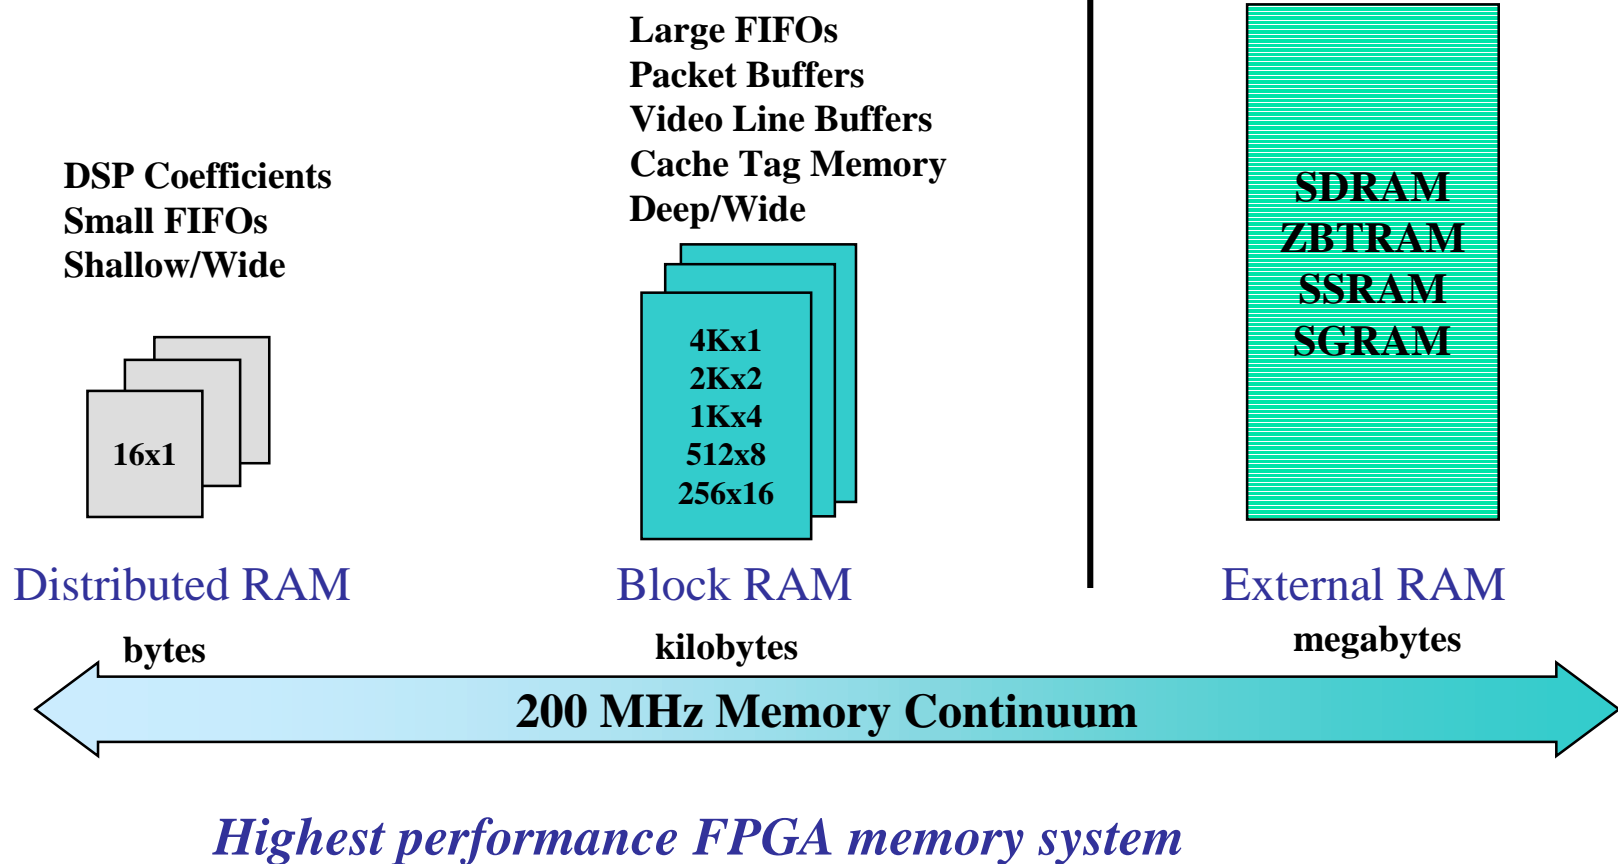 DSP Coefficients
Small FIFOs
Shallow/Wide
16x1
Distributed RAM
bytes
Large FIFOs
Packet Buffers
Video Line Buffers
Cache Tag Memory
Deep/Wide
4Kx1
2Kx2
1Kx4
512x8
256x16
Block RAM
kilobytes
SDRAM
ZBTRAM
SSRAM
SGRAM
External RAM
megabytes
200 MHz Memory Continuum
Highest performance FPGA memory system